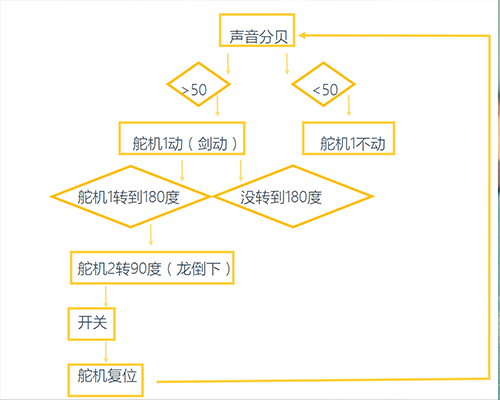 声音分贝
>50
<50
舵机1动（剑动）
舵机1不动
舵机1转到180度
没转到180度
舵机2转90度（龙倒下）
开关
舵机复位